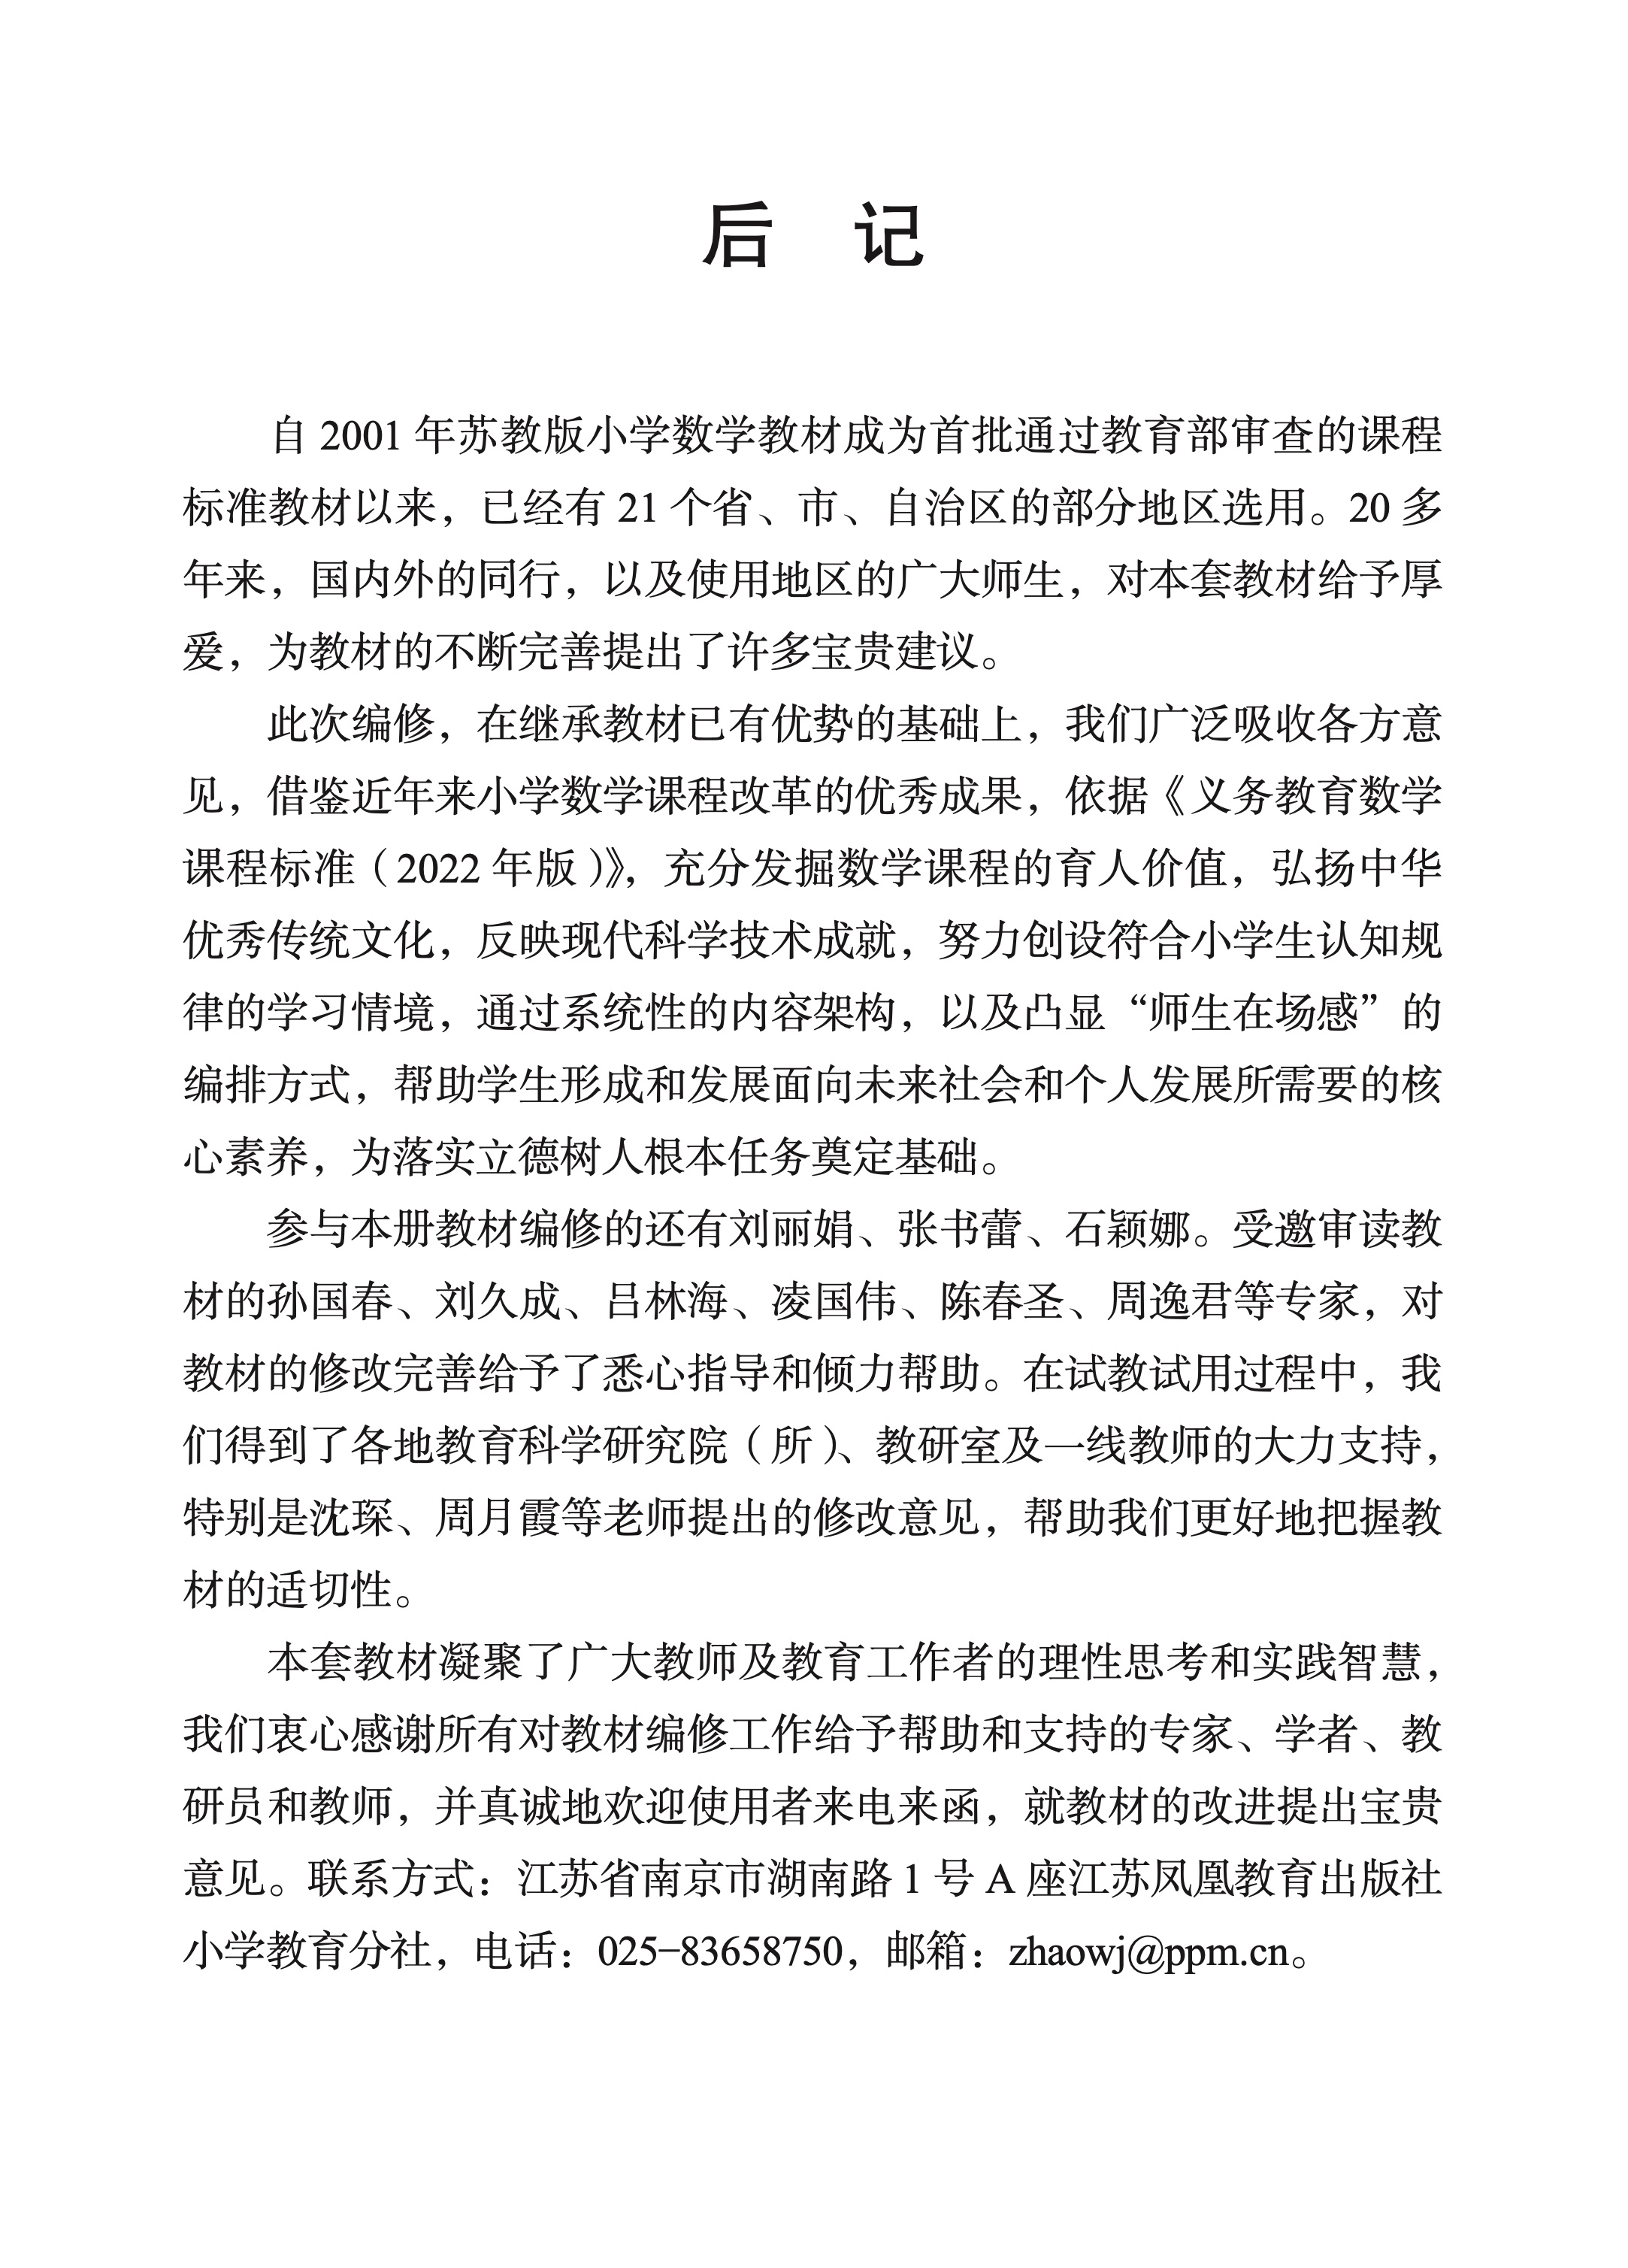 后 记
自 2001 年苏教版小学数学教材成为首批通过教育部审查的课程
标准教材以来，已经有 21 个省、市、自治区的部分地区选用。20 多
年来，国内外的同行，以及使用地区的广大师生，对本套教材给予厚
爱，为教材的不断完善提出了许多宝贵建议。
此次编修，在继承教材已有优势的基础上，我们广泛吸收各方意
见，借鉴近年来小学数学课程改革的优秀成果，依据《义务教育数学
课程标准（2022 年版）》，充分发掘数学课程的育人价值，弘扬中华
优秀传统文化，反映现代科学技术成就，努力创设符合小学生认知规
律的学习情境，通过系统性的内容架构，以及凸显“师生在场感”的
编排方式，帮助学生形成和发展面向未来社会和个人发展所需要的核
心素养，为落实立德树人根本任务奠定基础。
参与本册教材编修的还有刘丽娟、张书蕾、石颖娜。受邀审读教
材的孙国春、刘久成、吕林海、凌国伟、陈春圣、周逸君等专家，对
教材的修改完善给予了悉心指导和倾力帮助。在试教试用过程中，我
们得到了各地教育科学研究院（所）、教研室及一线教师的大力支持，
特别是沈琛、周月霞等老师提出的修改意见，帮助我们更好地把握教
材的适切性。
本套教材凝聚了广大教师及教育工作者的理性思考和实践智慧，
我们衷心感谢所有对教材编修工作给予帮助和支持的专家、学者、教
研员和教师，并真诚地欢迎使用者来电来函，就教材的改进提出宝贵
意见。联系方式：江苏省南京市湖南路 1 号 A 座江苏凤凰教育出版社
小学教育分社，电话：025-83658750，邮箱：zhaowj@ppm.cn。